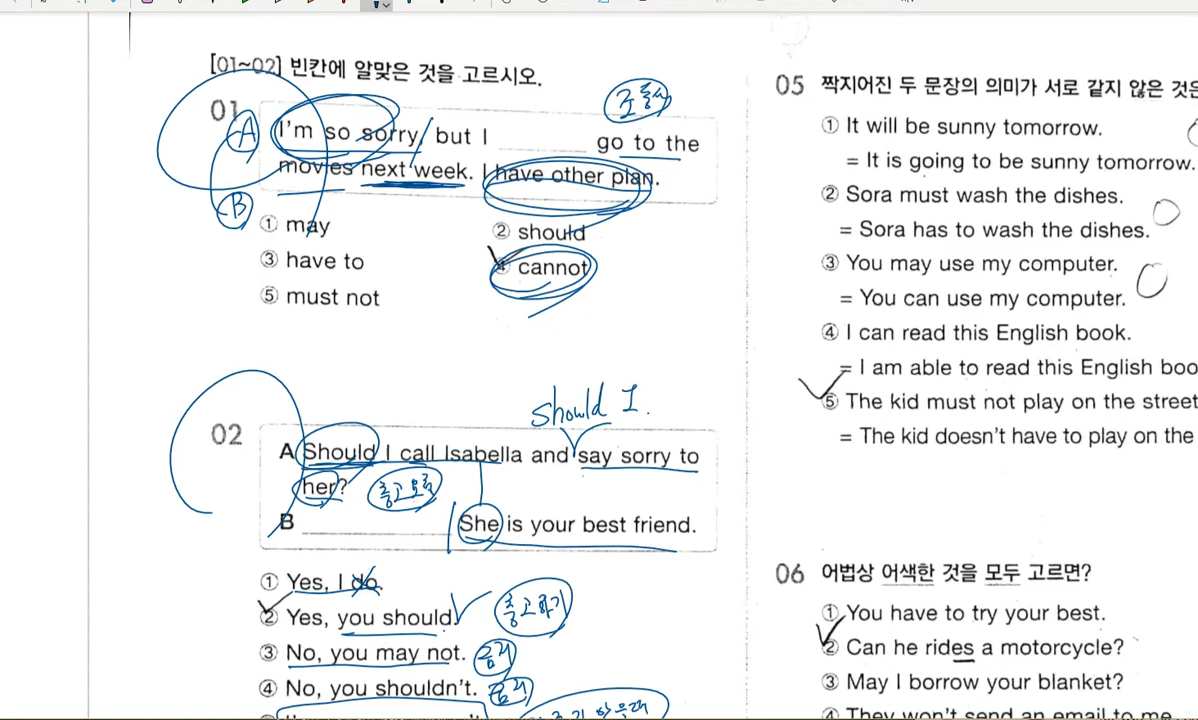 [01~02] 빈칸에 알맞은 것을 고르시오.
01
조동사
A
I'm so sorry, but I ________ go to the
movies next week. I have other plan.
B
① may
② should
③ have to
④ cannot
⑤ must not
should I.
02
A Should I call Isabella and say sorry to
her?
B ____________ She is your best friend.
① Yes, I do.
② Yes, you should.
충고하기
③ No, you may not. 금지
④ No, you shouldn't. 금지
05 짝지어진 두 문장의 의미가 서로 같지 않은 것은
① It will be sunny tomorrow.
= It is going to be sunny tomorrow.
② Sora must wash the dishes.
= Sora has to wash the dishes.
③ You may use my computer.
= You can use my computer.
④ I can read this English book.
= I am able to read this English boo
⑤ The kid must not play on the street
= The kid doesn't have to play on the
06 어법상 어색한 것을 모두 고르면?
① You have to try your best.
② Can he rides a motorcycle?
③ May I borrow your blanket?
④ They won't send an email to me